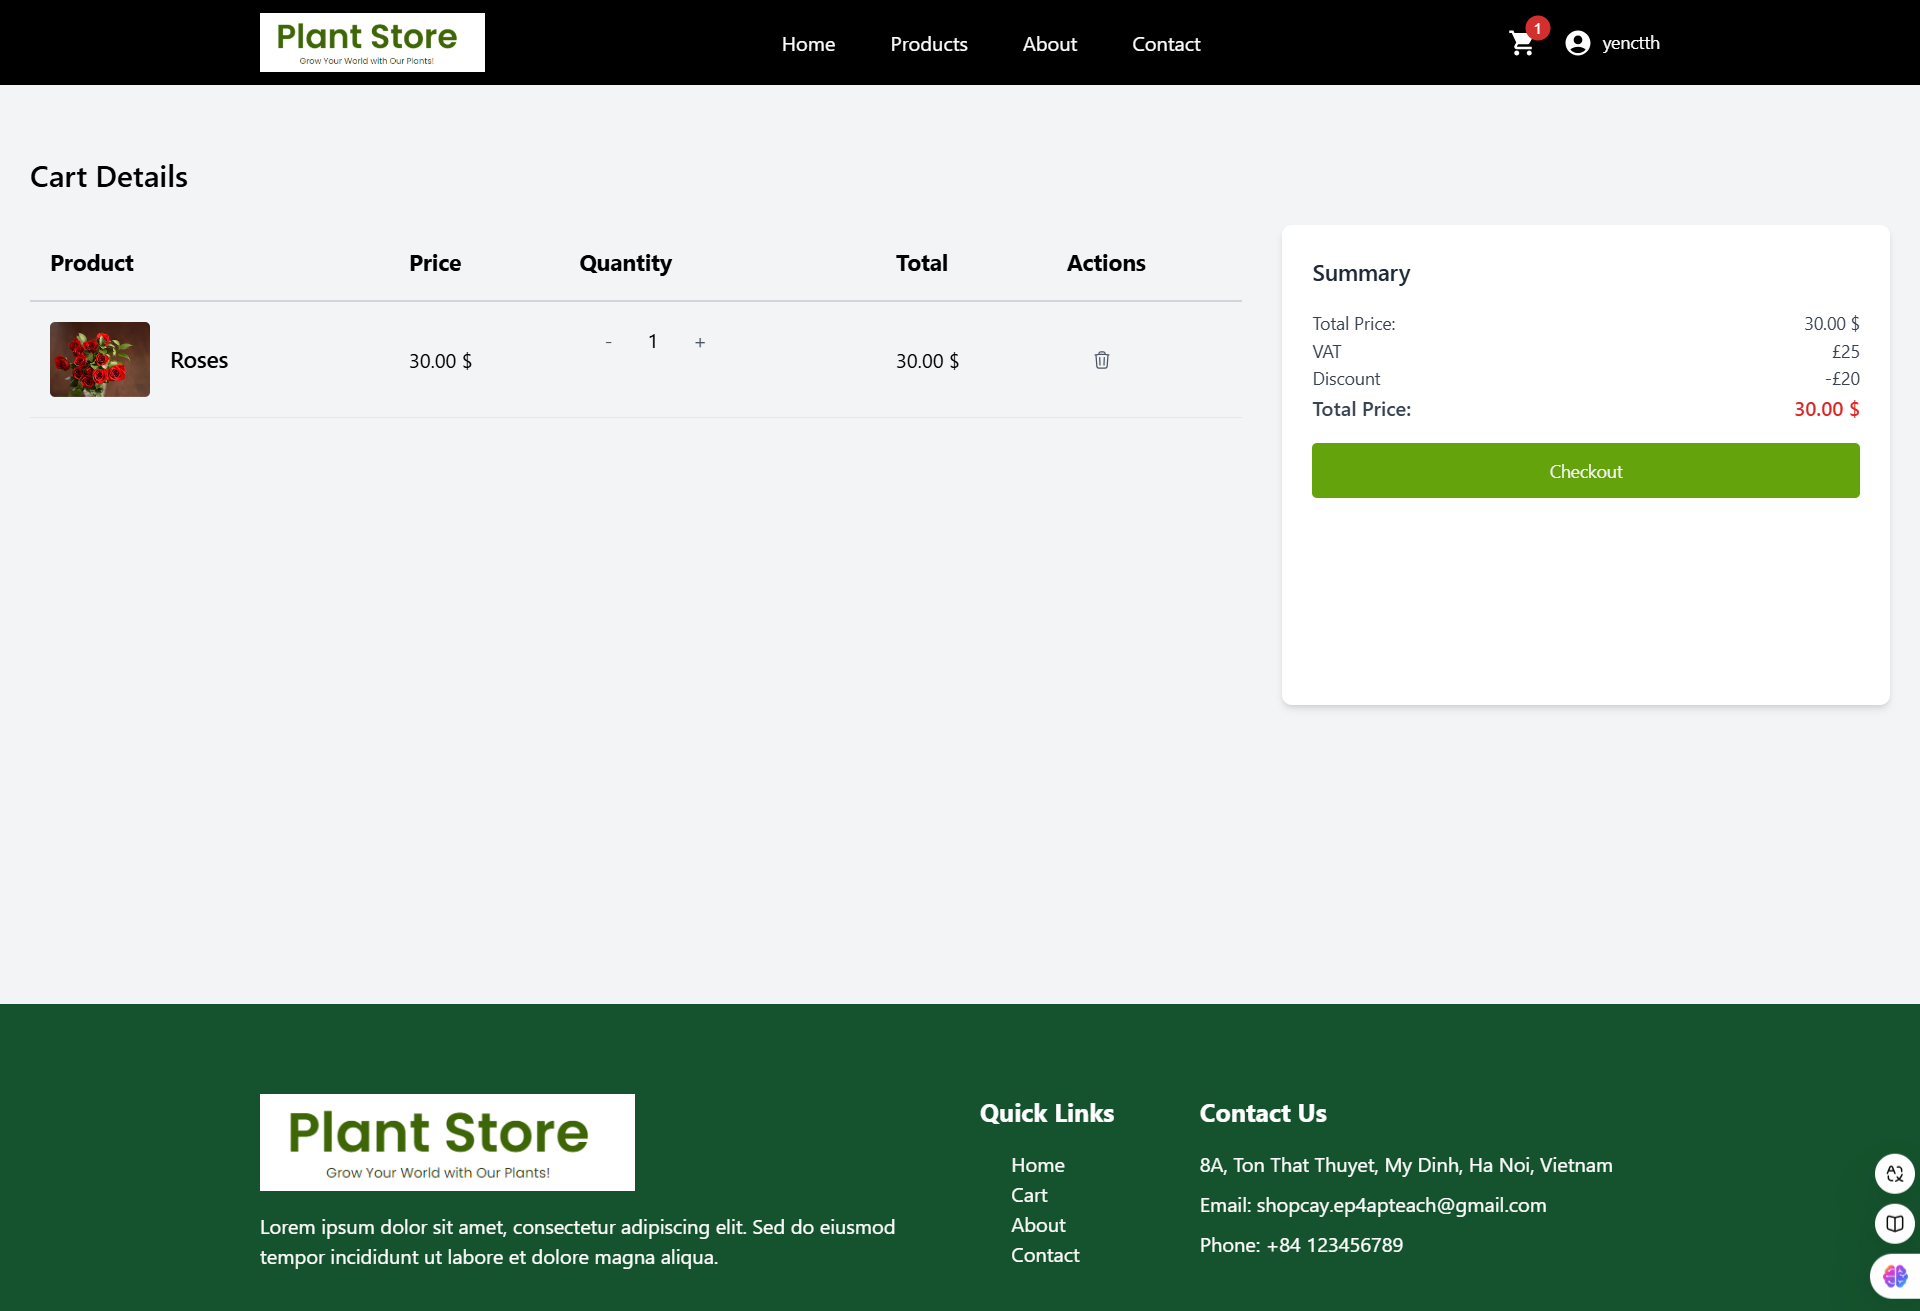 Plant Store
Grow Your World with Our Plants!
Home
Products
About
Contact
1
yenctth
Cart Details
Product
Price
Quantity
Total
Actions
Roses
30.00 $
-
1
+
30.00 $
Summary
Total Price:
30.00 $
VAT
£25
Discount
-£20
Total Price:
30.00 $
Checkout
Plant Store
Grow Your World with Our Plants!
Lorem ipsum dolor sit amet, consectetur adipiscing elit. Sed do eiusmod
tempor incididunt ut labore et dolore magna aliqua.
Quick Links
Home
Cart
About
Contact
Contact Us
8A, Ton That Thuyet, My Dinh, Ha Noi, Vietnam
Email: shopcay.ep4apteach@gmail.com
Phone: +84 123456789